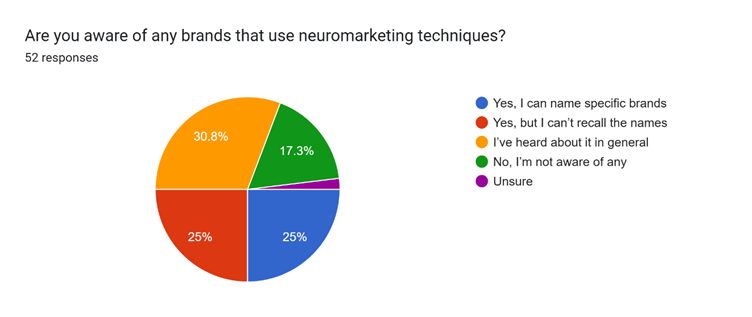 Are you aware of any brands that use neuromarketing techniques?
52 responses
Yes, I can name specific brands
Yes, but I can’t recall the names
I’ve heard about it in general
No, I’m not aware of any
Unsure
30.8%
17.3%
25%
25%